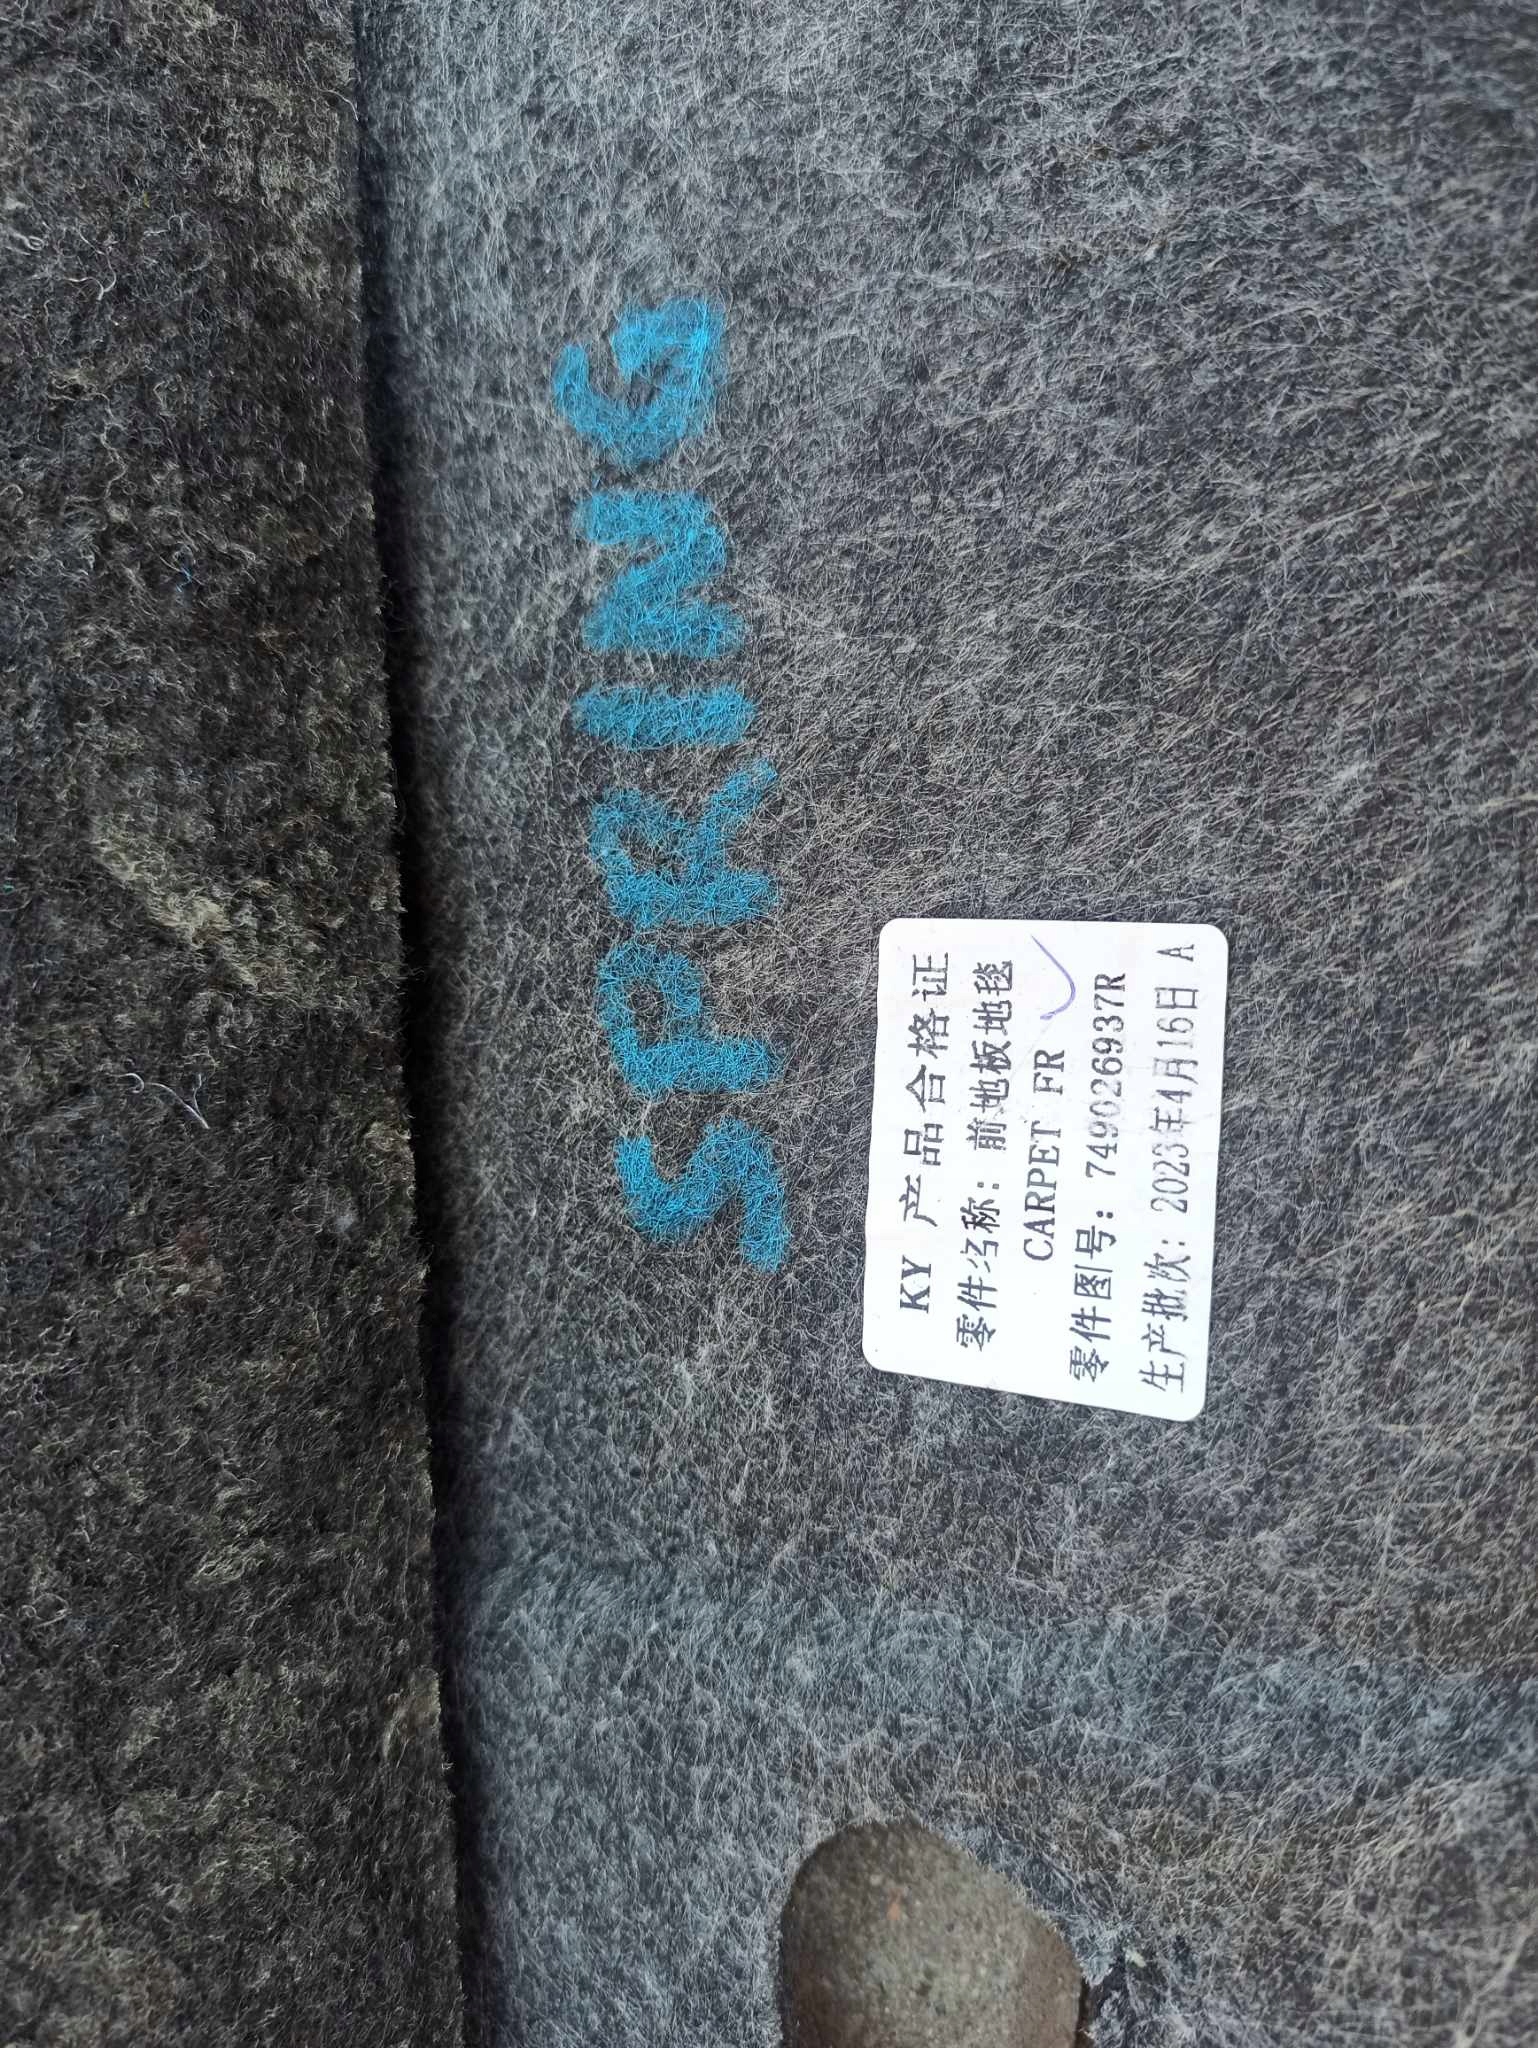 SPRING
KY 产品合格证
零件名称：前地板地毯
CARPET FR
零件图号：749026937R
生产批次：2023年4月16日 A